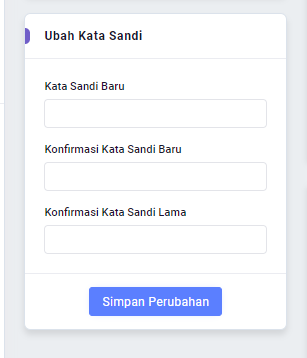 Ubah Kata Sandi
Kata Sandi Baru
Konfirmasi Kata Sandi Baru
Konfirmasi Kata Sandi Lama
Simpan Perubahan